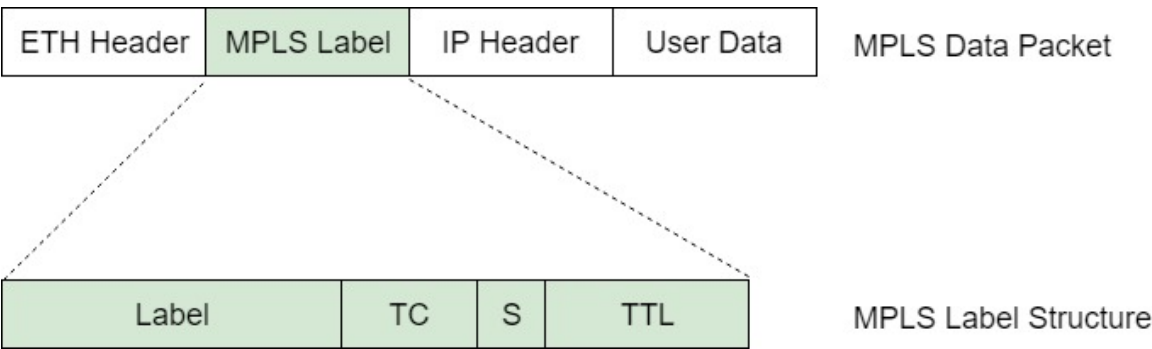 ETH Header MPLS Label IP Header User Data MPLS Data Packet
Label TC S TTL MPLS Label Structure